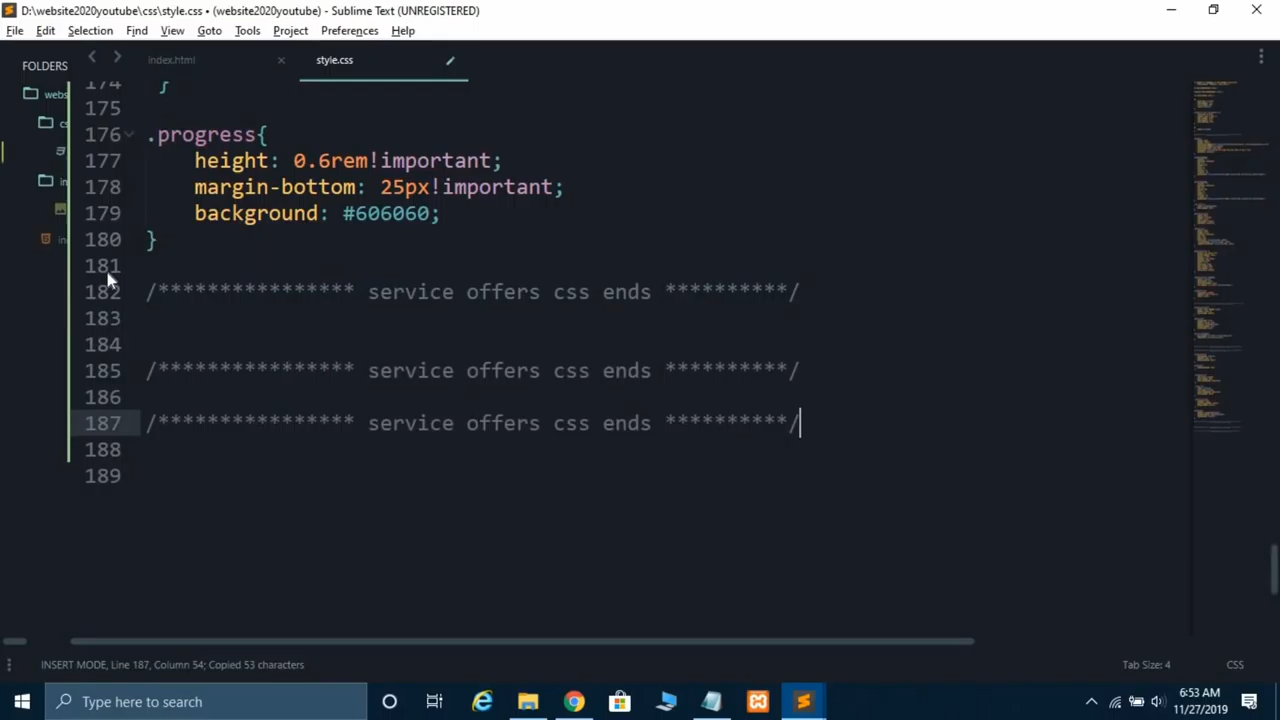 D:\website2020youtube\css\style.css • (website2020youtube) - Sublime Text (UNREGISTERED)
File Edit Selection Find View Goto Tools Project Preferences Help
FOLDERS
index.html
style.css
webs
174 }
175
176 .progress{
177 height: 0.6rem!important;
178 margin-bottom: 25px!important;
179 background: #606060;
180 }
181
182 /**************** service offers css ends **********/
183
184
185 /**************** service offers css ends **********/
186
187 /**************** service offers css ends **********/
188
189
INSERT MODE, Line 187, Column 54; Copied 53 characters
Tab Size: 4
CSS
Type here to search
6:53 AM
11/27/2019